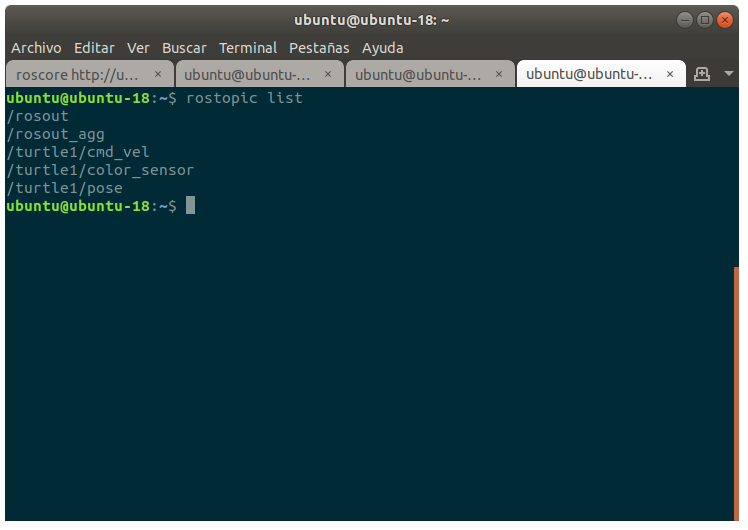 ubuntu@ubuntu-18: ~
Archivo Editar Ver Buscar Terminal Pestañas Ayuda
roscore http://u... × ubuntu@ubuntu-... × ubuntu@ubuntu-... × ubuntu@ubuntu-... ×
ubuntu@ubuntu-18:~$ rostopic list
/rosout
/rosout_agg
/turtle1/cmd_vel
/turtle1/color_sensor
/turtle1/pose
ubuntu@ubuntu-18:~$